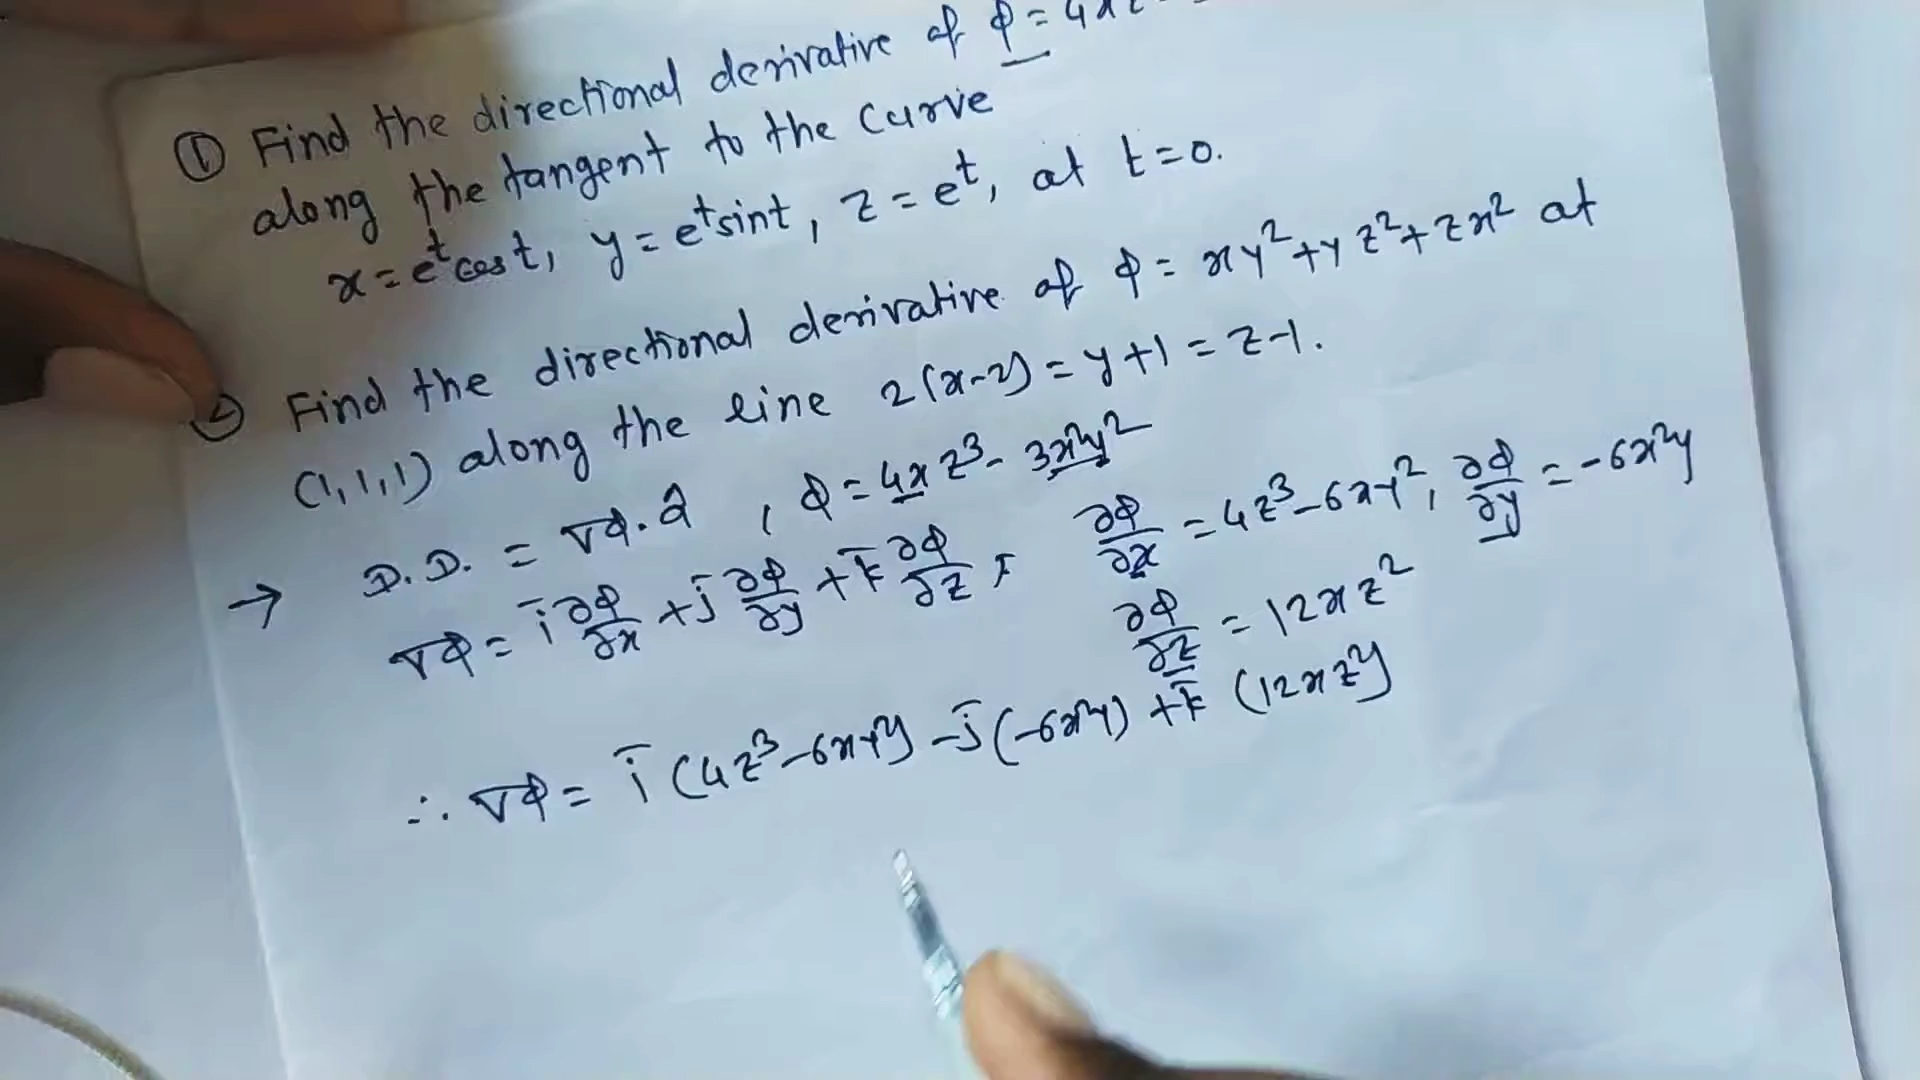 ① Find the directional derivative of φ = 4xz
along the tangent to the curve
x = e^t cos t, y = e^t sin t, z = e^t, at t = 0.
② Find the directional derivative of φ = xy² + yz² + zx² at
(1,1,1) along the line 2(x-2) = y+1 = z-1.
→ D.D. = ∇φ.â , φ = 4xz³ - 3x²y²
∇φ = i̅ ∂φ/∂x + j̅ ∂φ/∂y + k̅ ∂φ/∂z , ∂φ/∂x = 4z³ - 6xy², ∂φ/∂y = -6x²y
∂φ/∂z = 12xz²
∴ ∇φ = i̅ (4z³ - 6xy²) - j̅ (-6x²y) + k̅ (12xz²)